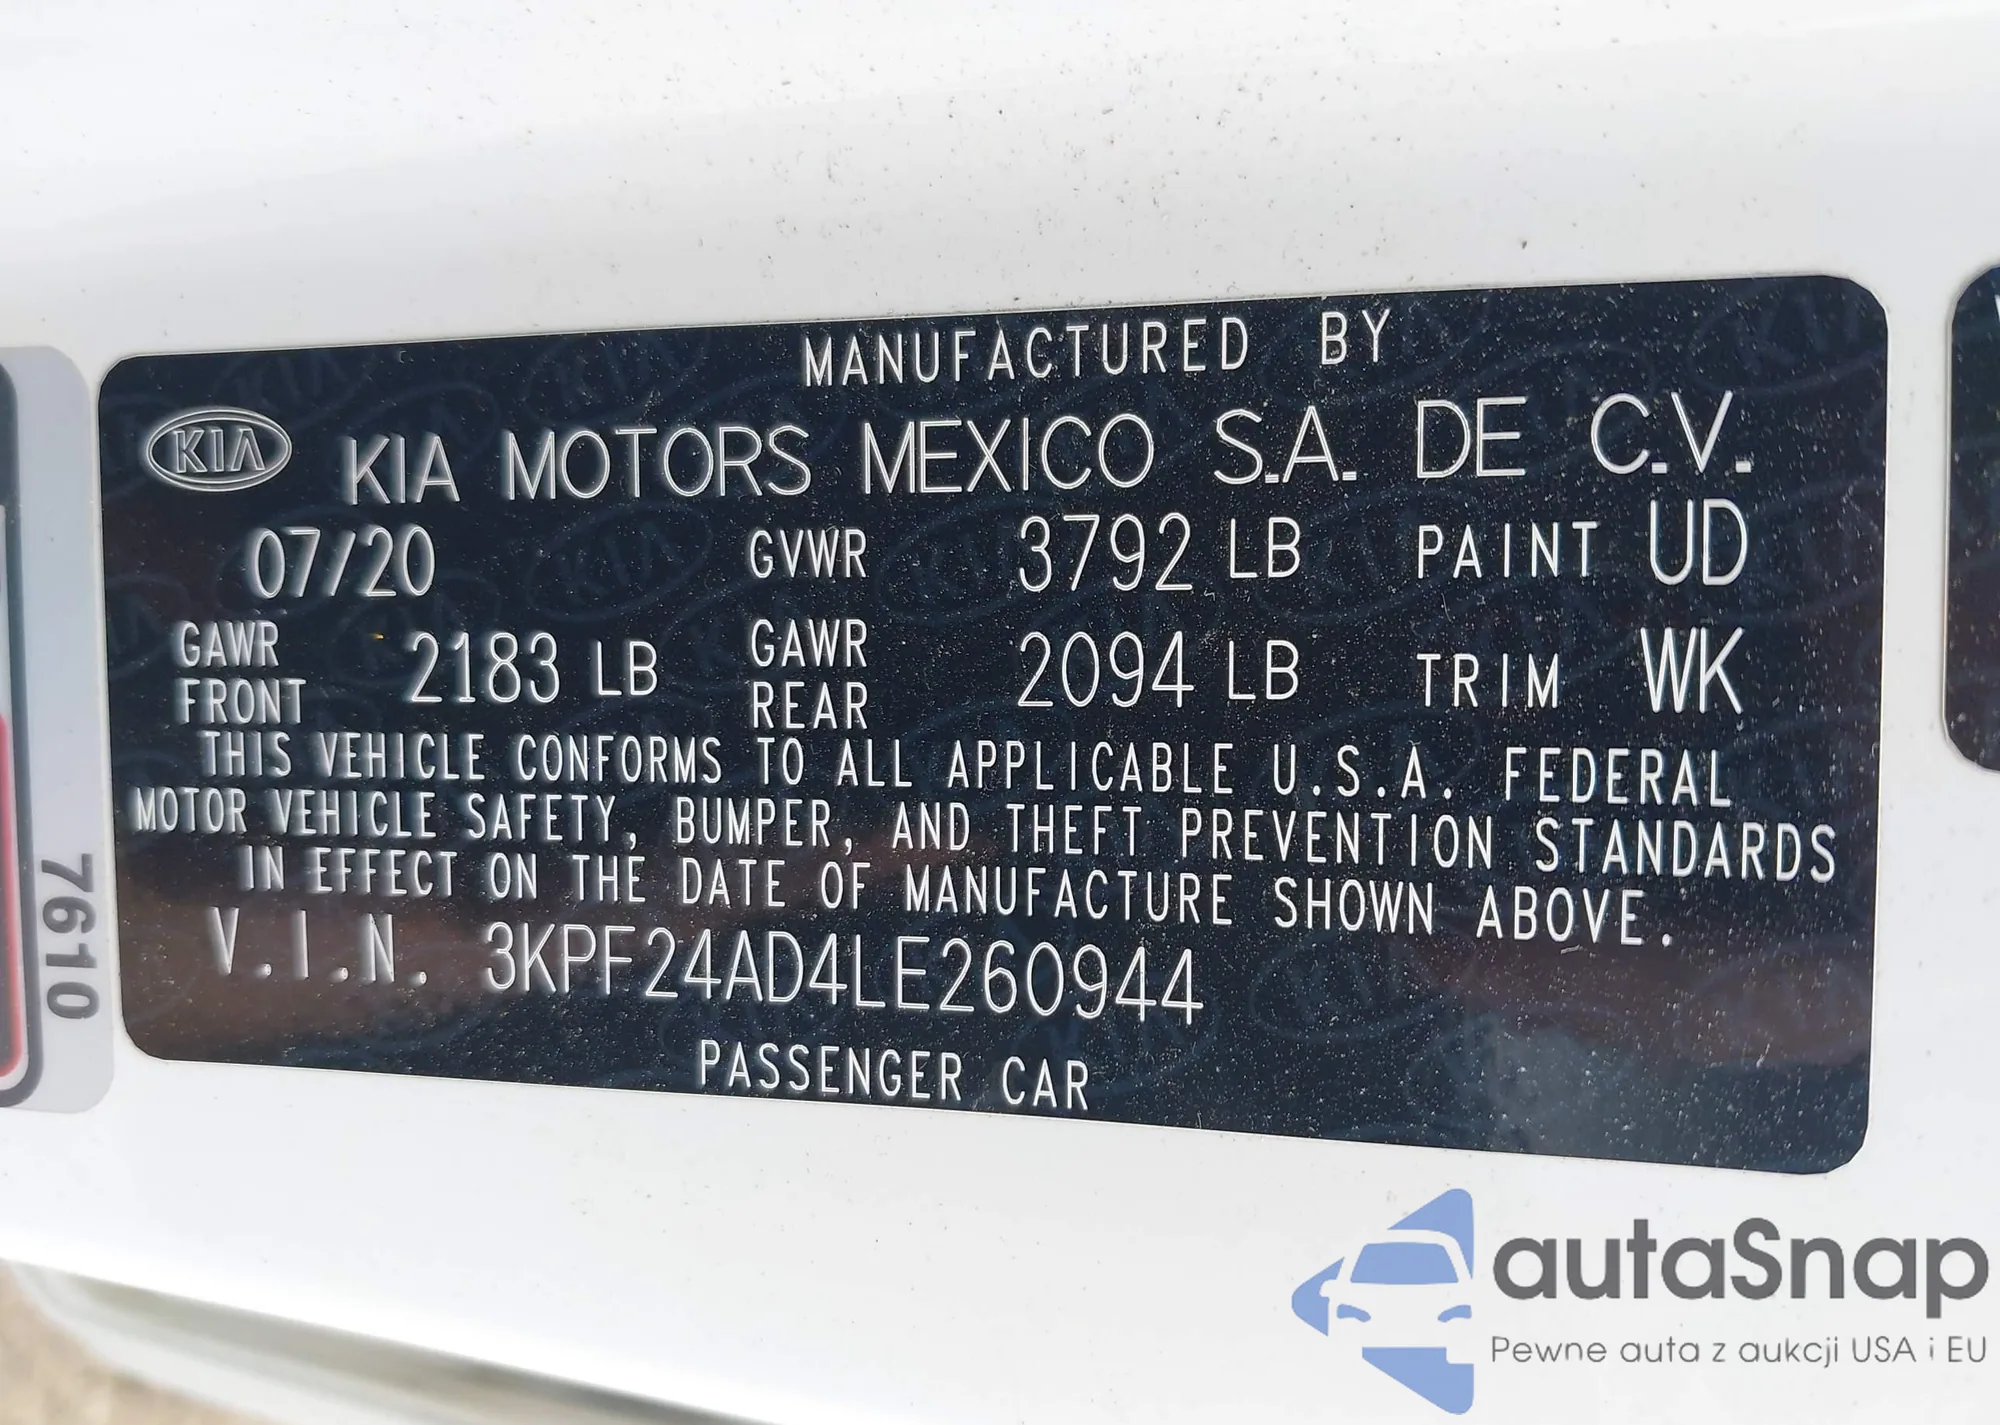 MANUFACTURED BY
KIA KIA MOTORS MEXICO S.A. DE C.V.
07/20 GVWR 3792 LB PAINT UD
GAWR FRONT 2183 LB GAWR REAR 2094 LB TRIM WK
THIS VEHICLE CONFORMS TO ALL APPLICABLE U.S.A. FEDERAL
MOTOR VEHICLE SAFETY, BUMPER, AND THEFT PREVENTION STANDARDS
IN EFFECT ON THE DATE OF MANUFACTURE SHOWN ABOVE.
V.I.N. 3KPF24AD4LE260944
PASSENGER CAR
7610
autaSnap
Pewne auta z aukcji USA i EU